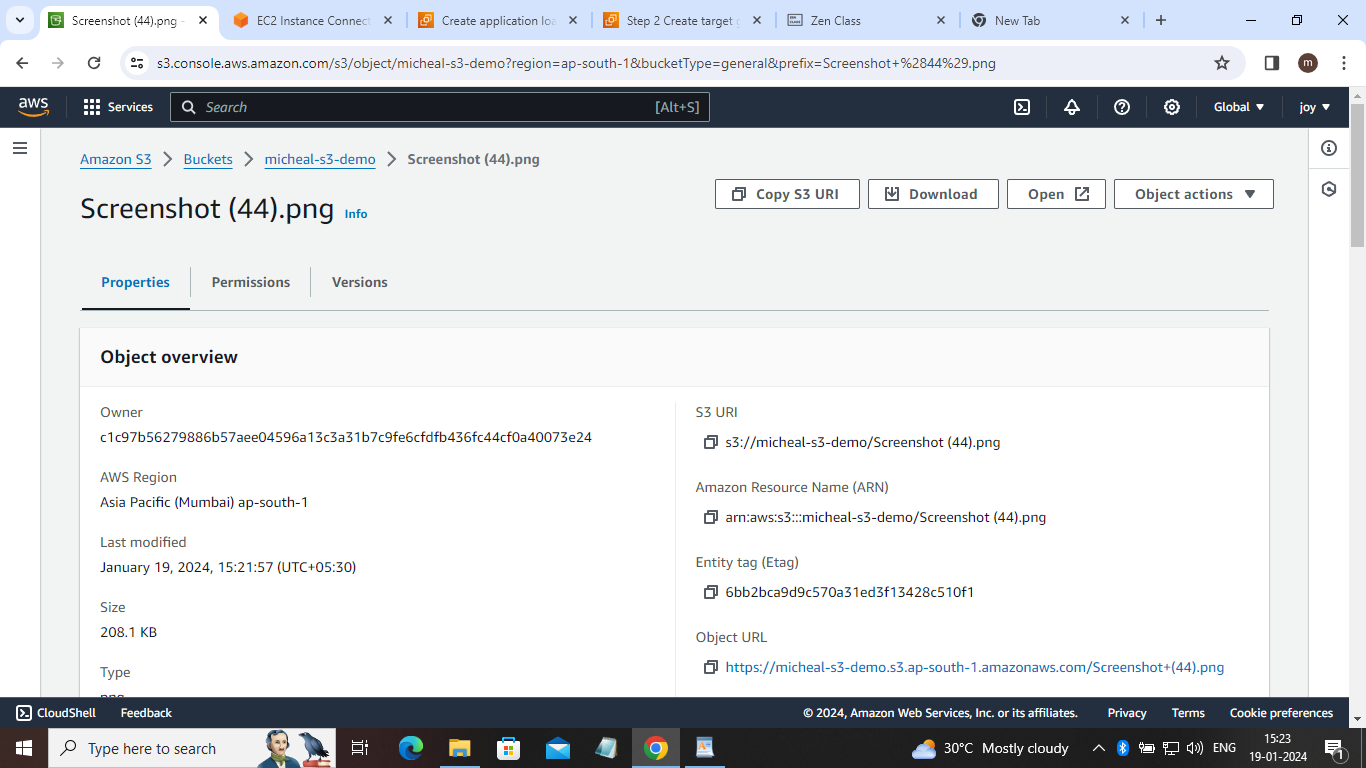 Screenshot (44).png -
EC2 Instance Connect
Create application loa
Step 2 Create target g
Zen Class
New Tab
s3.console.aws.amazon.com/s3/object/micheal-s3-demo?region=ap-south-1&bucketType=general&prefix=Screenshot+%2844%29.png
m
aws
Services
Search
[Alt+S]
Global
joy
Amazon S3
Buckets
micheal-s3-demo
Screenshot (44).png
Screenshot (44).png Info
Copy S3 URI
Download
Open
Object actions
Properties
Permissions
Versions
Object overview
Owner
c1c97b56279886b57aee04596a13c3a31b7c9fe6cfdfb436fc44cf0a40073e24
AWS Region
Asia Pacific (Mumbai) ap-south-1
Last modified
January 19, 2024, 15:21:57 (UTC+05:30)
Size
208.1 KB
Type
png
S3 URI
s3://micheal-s3-demo/Screenshot (44).png
Amazon Resource Name (ARN)
arn:aws:s3:::micheal-s3-demo/Screenshot (44).png
Entity tag (Etag)
6bb2bca9d9c570a31ed3f13428c510f1
Object URL
https://micheal-s3-demo.s3.ap-south-1.amazonaws.com/Screenshot+(44).png
CloudShell
Feedback
© 2024, Amazon Web Services, Inc. or its affiliates.
Privacy
Terms
Cookie preferences
Type here to search
30°C Mostly cloudy
ENG
15:23
19-01-2024
1